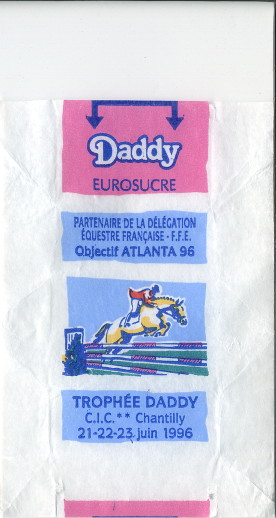 Daddy
EUROSUCRE
PARTENAIRE DE LA DÉLÉGATION
ÉQUESTRE FRANÇAISE - F.F.E.
Objectif ATLANTA 96
TROPHÉE DADDY
C.I.C.** Chantilly
21-22-23 juin 1996